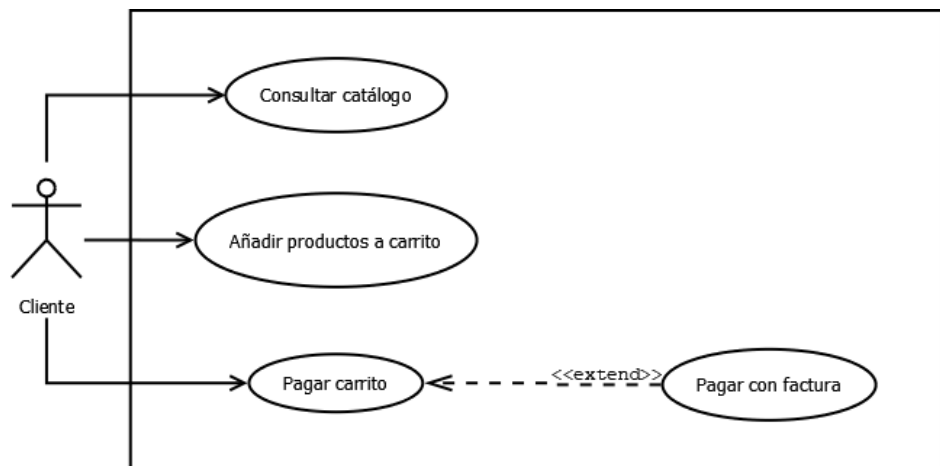 Consultar catálogo
Añadir productos a carrito
Cliente
Pagar carrito
<<extend>>
Pagar con factura